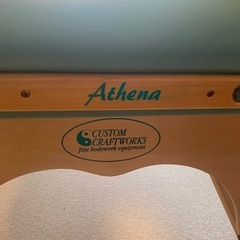 Athena
CUSTOM
CRAFTWORKS
fine bodywork equipment